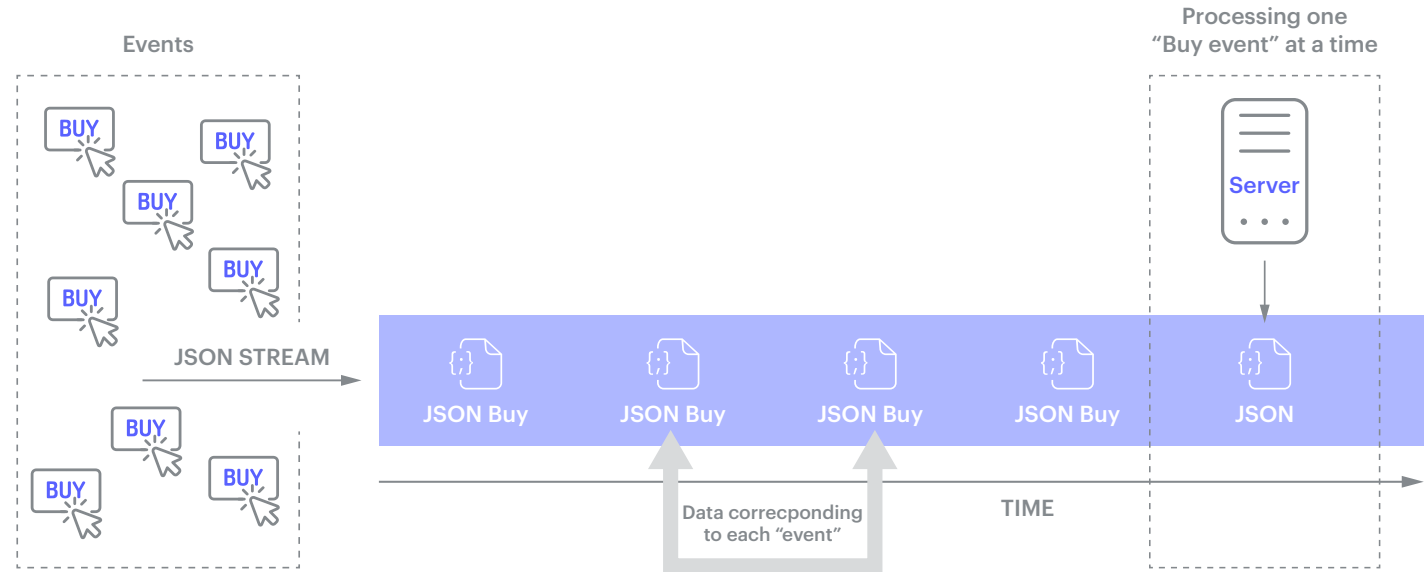 Events
Processing one
“Buy event” at a time
BUY
BUY
BUY
BUY
BUY
BUY
BUY
BUY
Server
JSON STREAM
JSON Buy
JSON Buy
JSON Buy
JSON Buy
JSON
{;}
{;}
{;}
{;}
{;}
TIME
Data correcponding
to each “event”